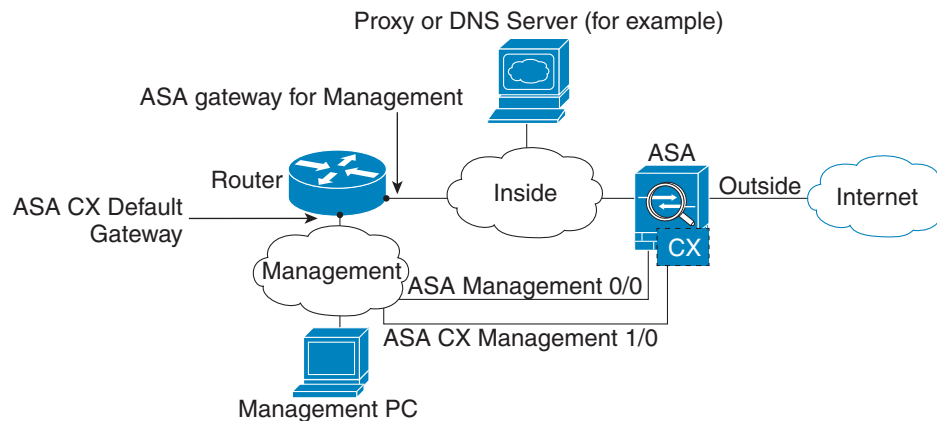 Proxy or DNS Server (for example)
ASA gateway for Management
ASA
Router
Outside
Inside
Internet
ASA CX Default
Gateway
CX
Management
ASA Management 0/0
ASA CX Management 1/0
Management PC